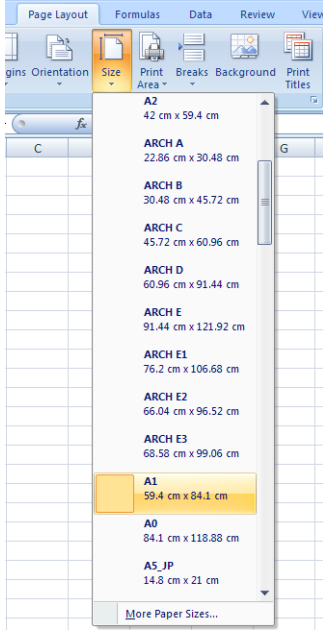 Page Layout Formulas Data Review View
gins Orientation Size Print Area Breaks Background Print Titles
fx
C G
A2
42 cm x 59.4 cm
ARCH A
22.86 cm x 30.48 cm
ARCH B
30.48 cm x 45.72 cm
ARCH C
45.72 cm x 60.96 cm
ARCH D
60.96 cm x 91.44 cm
ARCH E
91.44 cm x 121.92 cm
ARCH E1
76.2 cm x 106.68 cm
ARCH E2
66.04 cm x 96.52 cm
ARCH E3
68.58 cm x 99.06 cm
A1
59.4 cm x 84.1 cm
A0
84.1 cm x 118.88 cm
A5_JP
14.8 cm x 21 cm
More Paper Sizes...